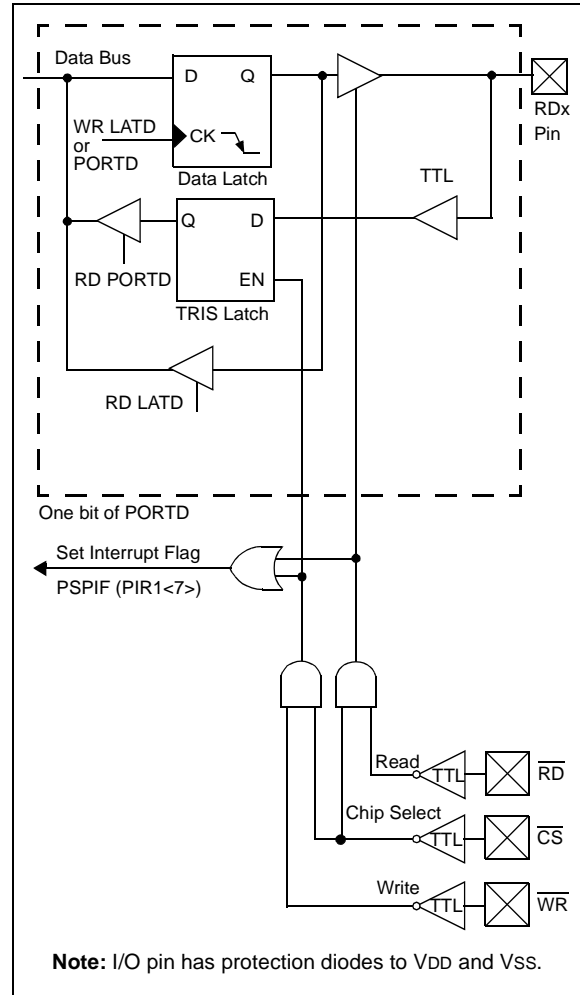 Data Bus
D
Q
RDx
Pin
WR LATD
or
PORTD
CK
Data Latch
TTL
Q
D
RD PORTD
EN
TRIS Latch
RD LATD
One bit of PORTD
Set Interrupt Flag
PSPIF (PIR1<7>)
Read
TTL
RD
Chip Select
TTL
CS
Write
TTL
WR
Note: I/O pin has protection diodes to VDD and VSS.